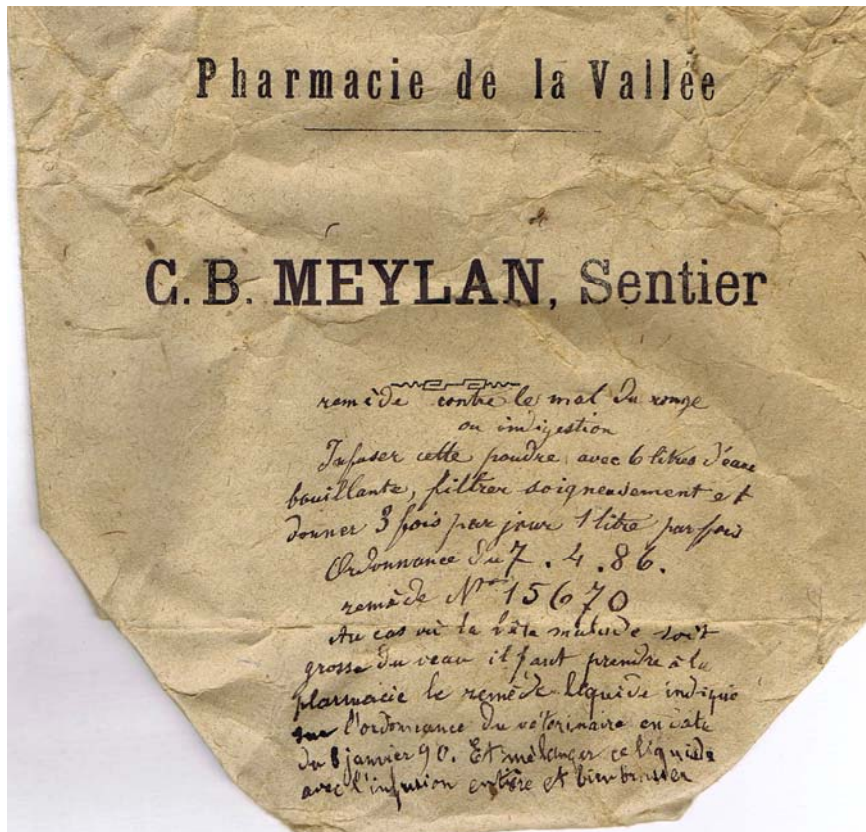 Pharmacie de la Vallée
C. B. MEYLAN, Sentier
remède contre le mal du rouge
ou indigestion
Infuser cette poudre avec 6 litres d'eau
bouillante, filtrer soigneusement et
donner 3 fois par jour 1 litre par fois
Ordonnance du 7. 4. 86.
remède No 15670
Au cas où la bête malade soit
grosse du veau il faut prendre à la
pharmacie le remède liquide indiqué
sur l'ordonnance du vétérinaire en date
du 8 janvier 90. Et mélanger ce liquide
avec l'infusion entière et bien